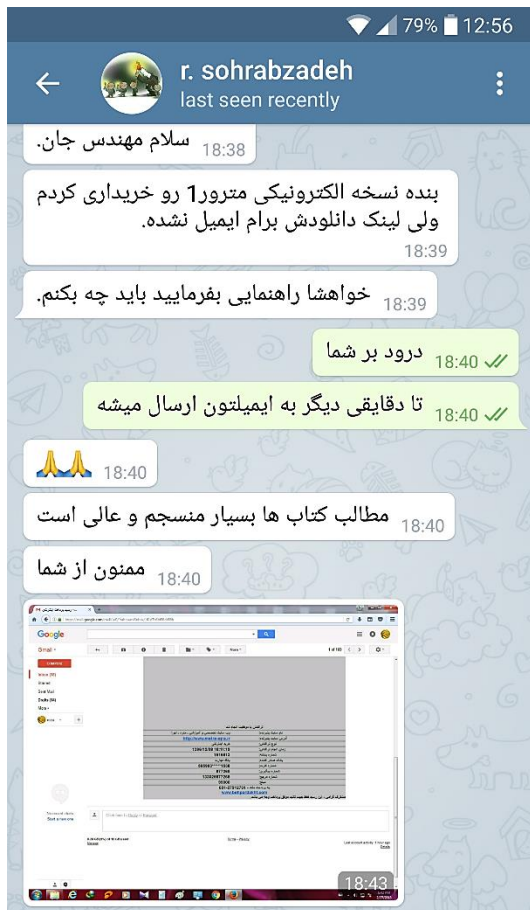 79% 12:56
r. sohrabzadeh
last seen recently
سلام مهندس جان.
18:38
بنده نسخه الکترونیکی مترور1 رو خریداری کردم
ولی لینک دانلودش برام ایمیل نشده.
18:39
خواهشا راهنمایی بفرمایید باید چه بکنم.
18:39
درود بر شما
18:40
تا دقایقی دیگر به ایمیلتون ارسال میشه
18:40
🙏🙏
18:40
مطالب کتاب ها بسیار منسجم و عالی است
18:40
ممنون از شما
18:40
Google
Gmail
18:43